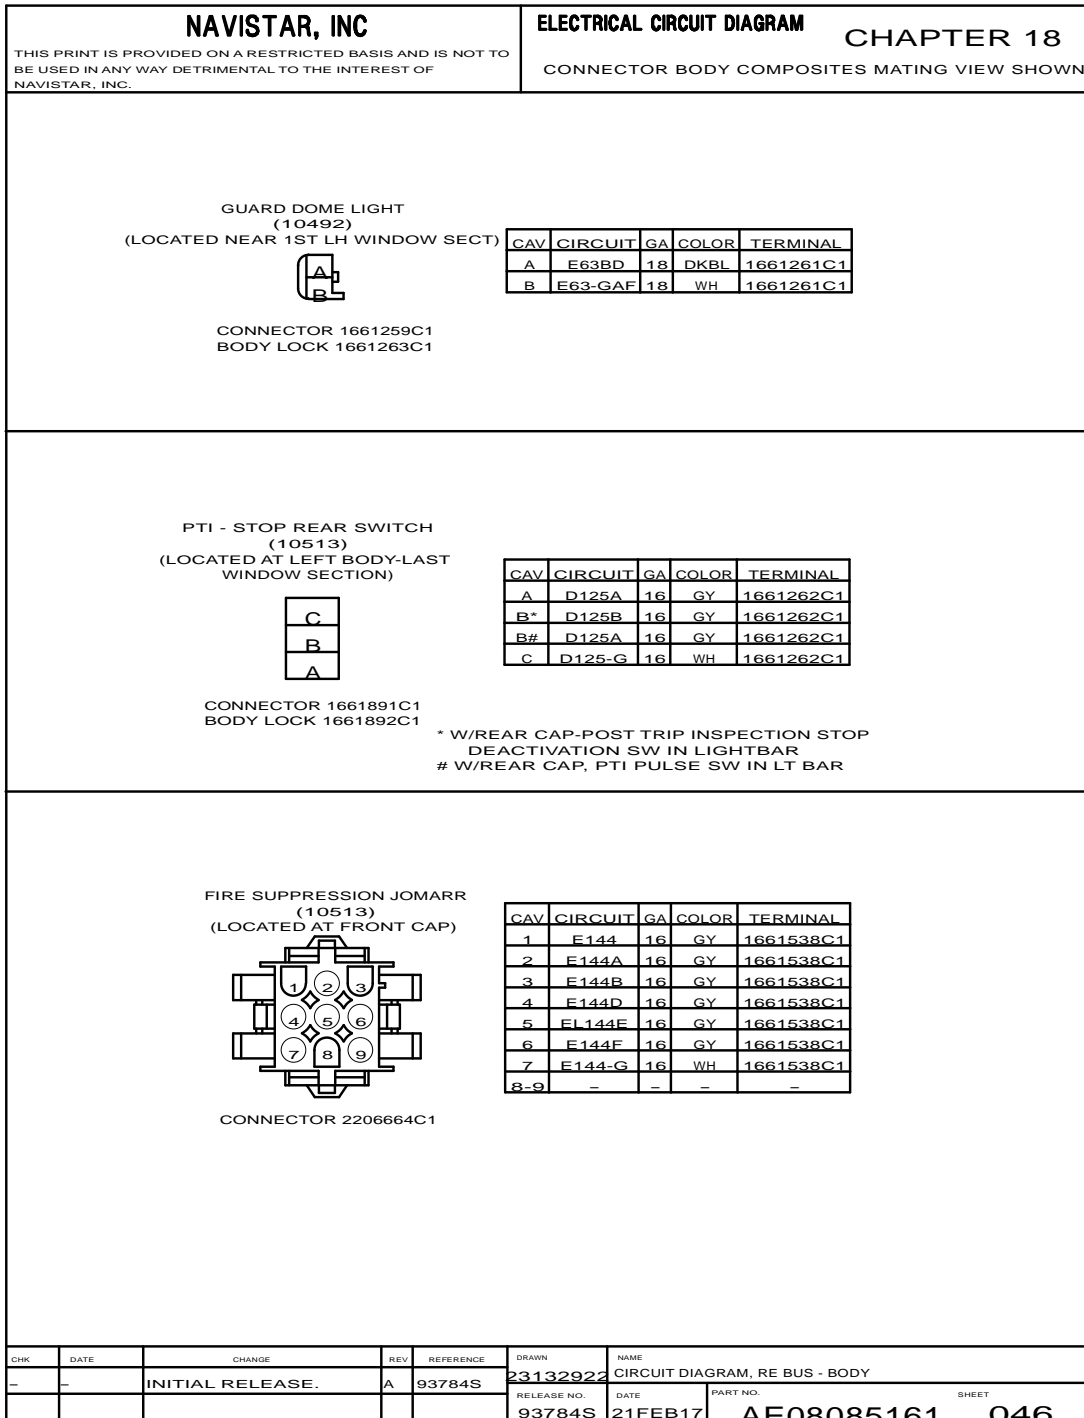 NAVISTAR, INC
THIS PRINT IS PROVIDED ON A RESTRICTED BASIS AND IS NOT TO
BE USED IN ANY WAY DETRIMENTAL TO THE INTEREST OF
NAVISTAR, INC.
ELECTRICAL CIRCUIT DIAGRAM
CHAPTER 18
CONNECTOR BODY COMPOSITES MATING VIEW SHOWN
GUARD DOME LIGHT
(10492)
(LOCATED NEAR 1ST LH WINDOW SECT)
A
B
CONNECTOR 1661259C1
BODY LOCK 1661263C1
CAV CIRCUIT GA COLOR TERMINAL
A E63BD 18 DKBL 1661261C1
B E63-GAF 18 WH 1661261C1
PTI - STOP REAR SWITCH
(10513)
(LOCATED AT LEFT BODY-LAST
WINDOW SECTION)
C
B
A
CONNECTOR 1661891C1
BODY LOCK 1661892C1
CAV CIRCUIT GA COLOR TERMINAL
A D125A 16 GY 1661262C1
B* D125B 16 GY 1661262C1
B# D125A 16 GY 1661262C1
C D125-G 16 WH 1661262C1
* W/REAR CAP-POST TRIP INSPECTION STOP
DEACTIVATION SW IN LIGHTBAR
# W/REAR CAP, PTI PULSE SW IN LT BAR
FIRE SUPPRESSION JOMARR
(10513)
(LOCATED AT FRONT CAP)
1 2 3
4 5 6
7 8 9
CONNECTOR 2206664C1
CAV CIRCUIT GA COLOR TERMINAL
1 E144 16 GY 1661538C1
2 E144A 16 GY 1661538C1
3 E144B 16 GY 1661538C1
4 E144D 16 GY 1661538C1
5 EL144E 16 GY 1661538C1
6 E144F 16 GY 1661538C1
7 E144-G 16 WH 1661538C1
8-9 – – – –
CHK DATE CHANGE REV REFERENCE
– – INITIAL RELEASE. A 93784S
DRAWN
23132922
NAME
CIRCUIT DIAGRAM, RE BUS - BODY
RELEASE NO.
93784S
DATE
21FEB17
PART NO.
AE08085161
SHEET
046